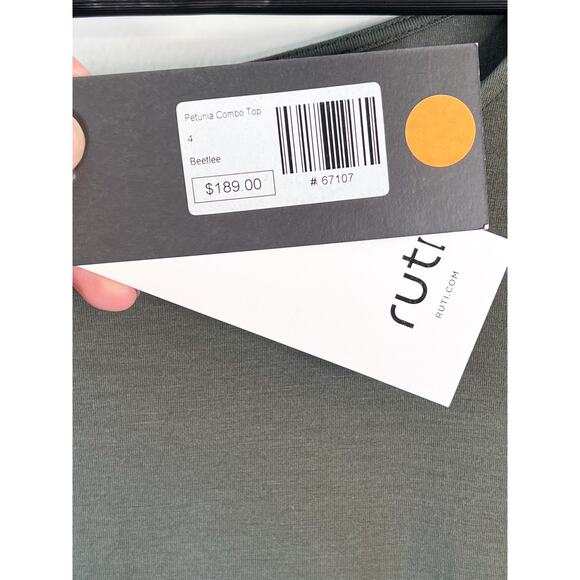 Petunia Combo Top
4
Beetlee
$189.00
# 67107
ruti
RUTI.COM